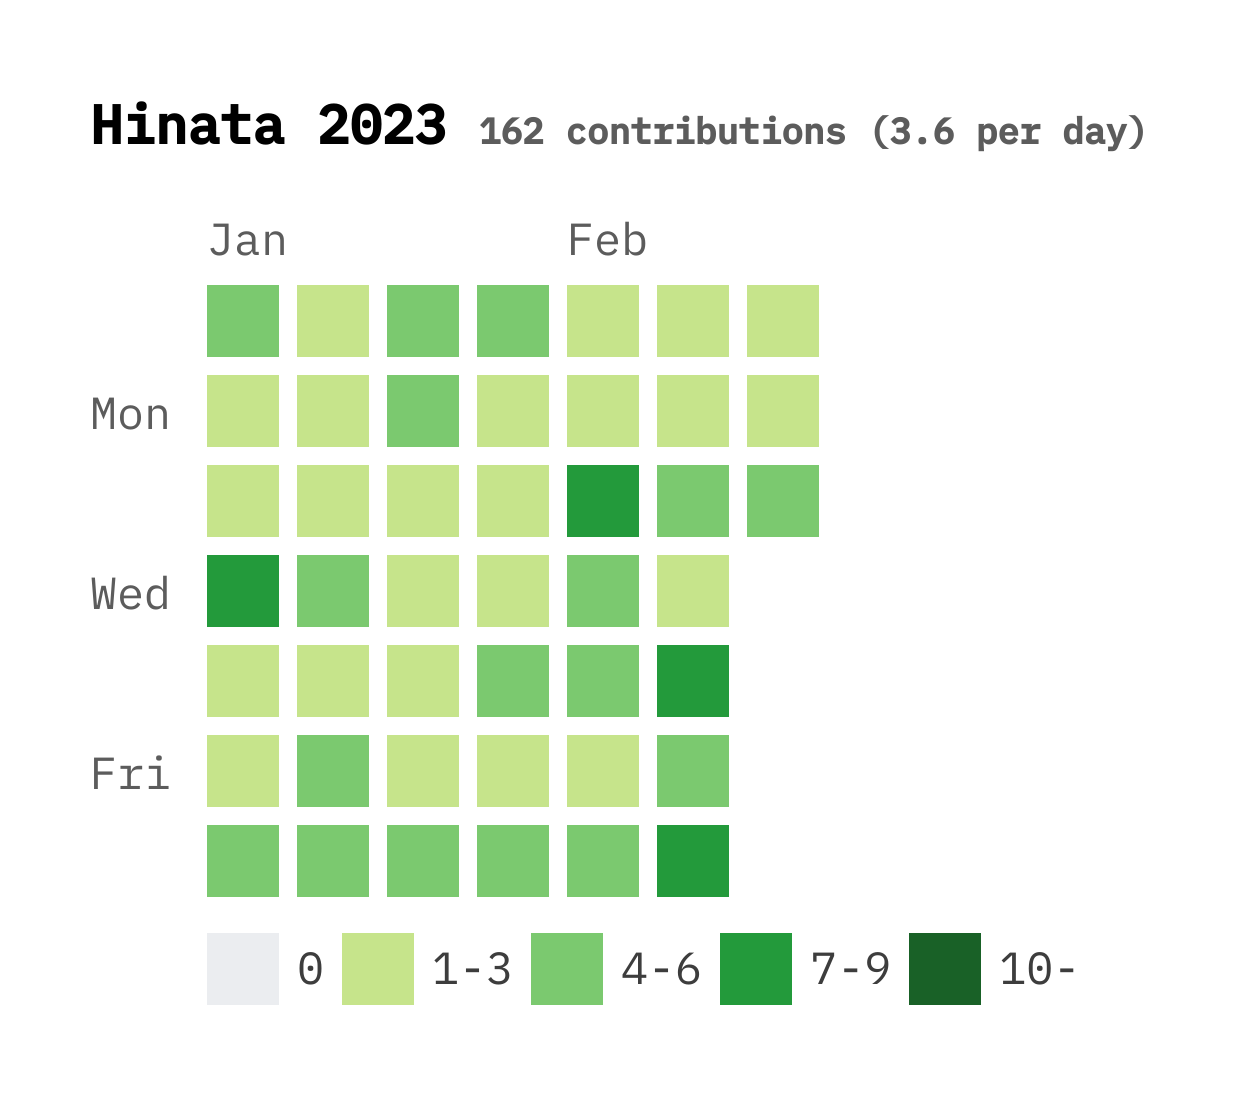 Hinata 2023 162 contributions (3.6 per day)
Jan Feb
Mon
Wed
Fri
0 1-3 4-6 7-9 10-